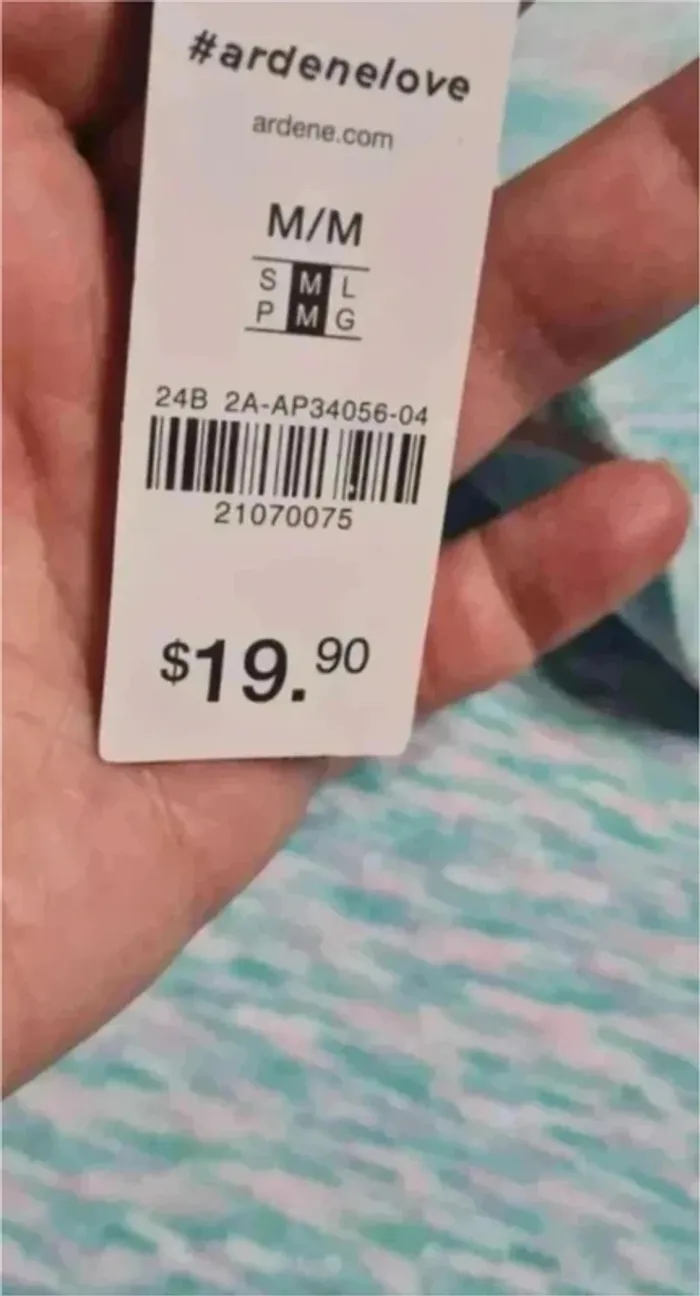 #ardenelove
ardene.com
M/M
S M L
P M G
24B 2A-AP34056-04
21070075
$19.90